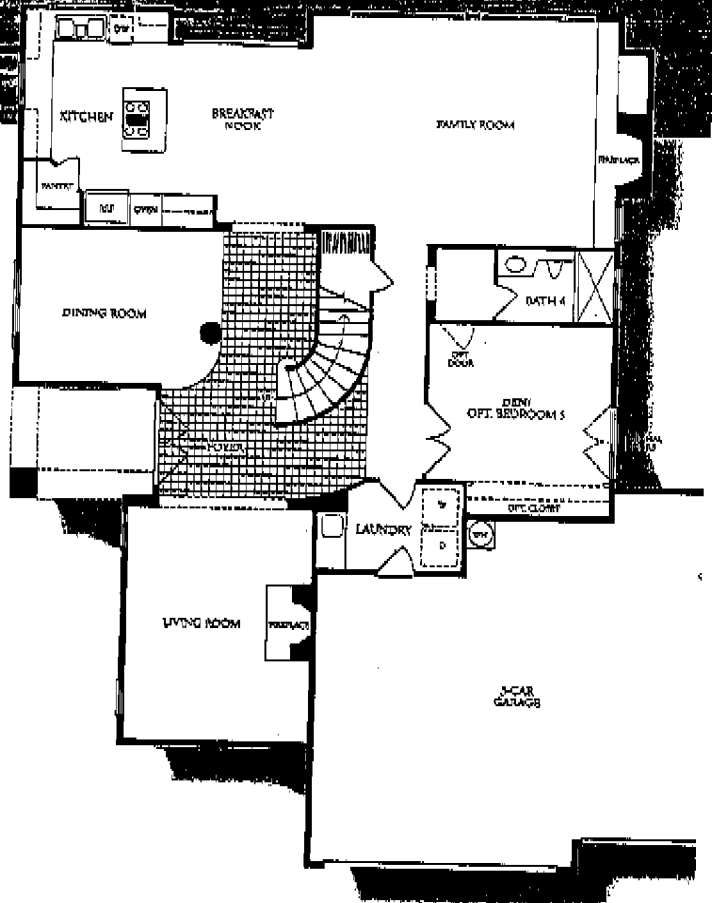 KITCHEN
BREAKFAST
NOOK
FAMILY ROOM
FIREPLACE
PANTRY
OVEN
DINING ROOM
BATH 4
OPT.
DOOR
DEN/
OPT. BEDROOM 5
UP
FOYER
OPT. CLOSET
LAUNDRY
W
D
WH
LIVING ROOM
FIREPLACE
3-CAR
GARAGE